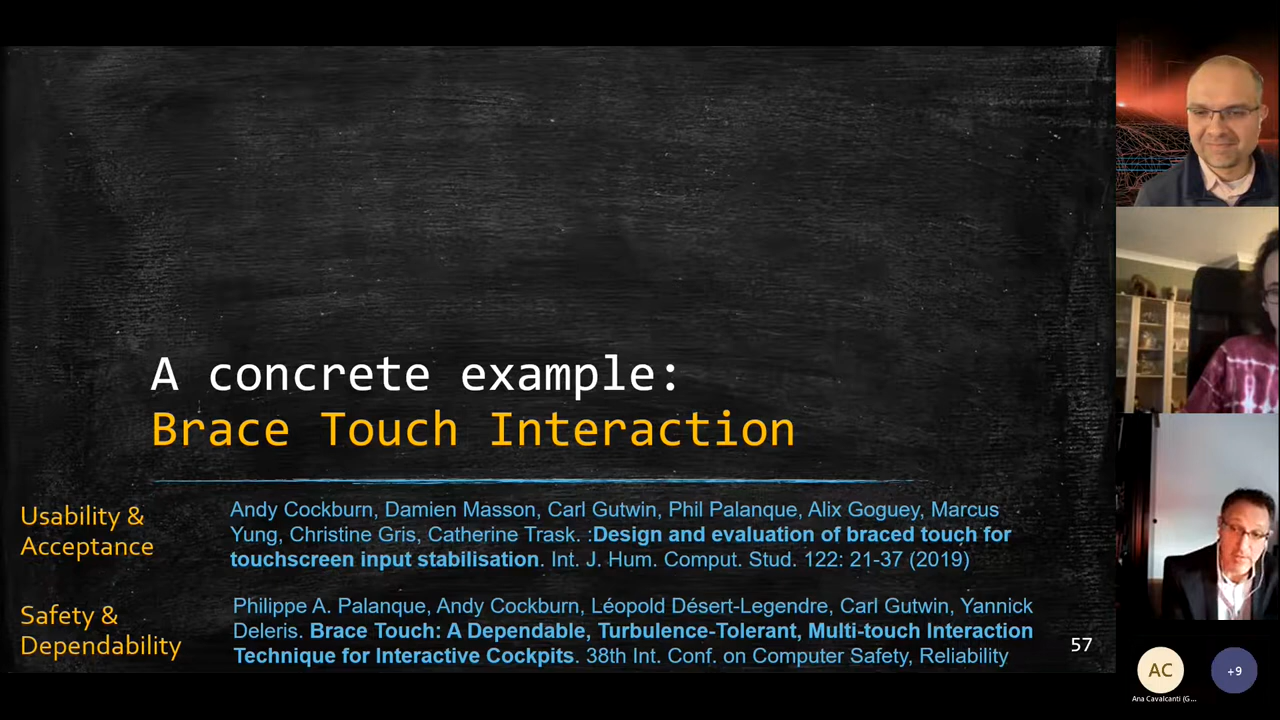 A concrete example:
Brace Touch Interaction
Usability &
Acceptance
Andy Cockburn, Damien Masson, Carl Gutwin, Phil Palanque, Alix Goguey, Marcus
Yung, Christine Gris, Catherine Trask. :Design and evaluation of braced touch for
touchscreen input stabilisation. Int. J. Hum. Comput. Stud. 122: 21-37 (2019)
Safety &
Dependability
Philippe A. Palanque, Andy Cockburn, Léopold Désert-Legendre, Carl Gutwin, Yannick
Deleris. Brace Touch: A Dependable, Turbulence-Tolerant, Multi-touch Interaction
Technique for Interactive Cockpits. 38th Int. Conf. on Computer Safety, Reliability
57
AC
+9
Ana Cavalcanti (G...